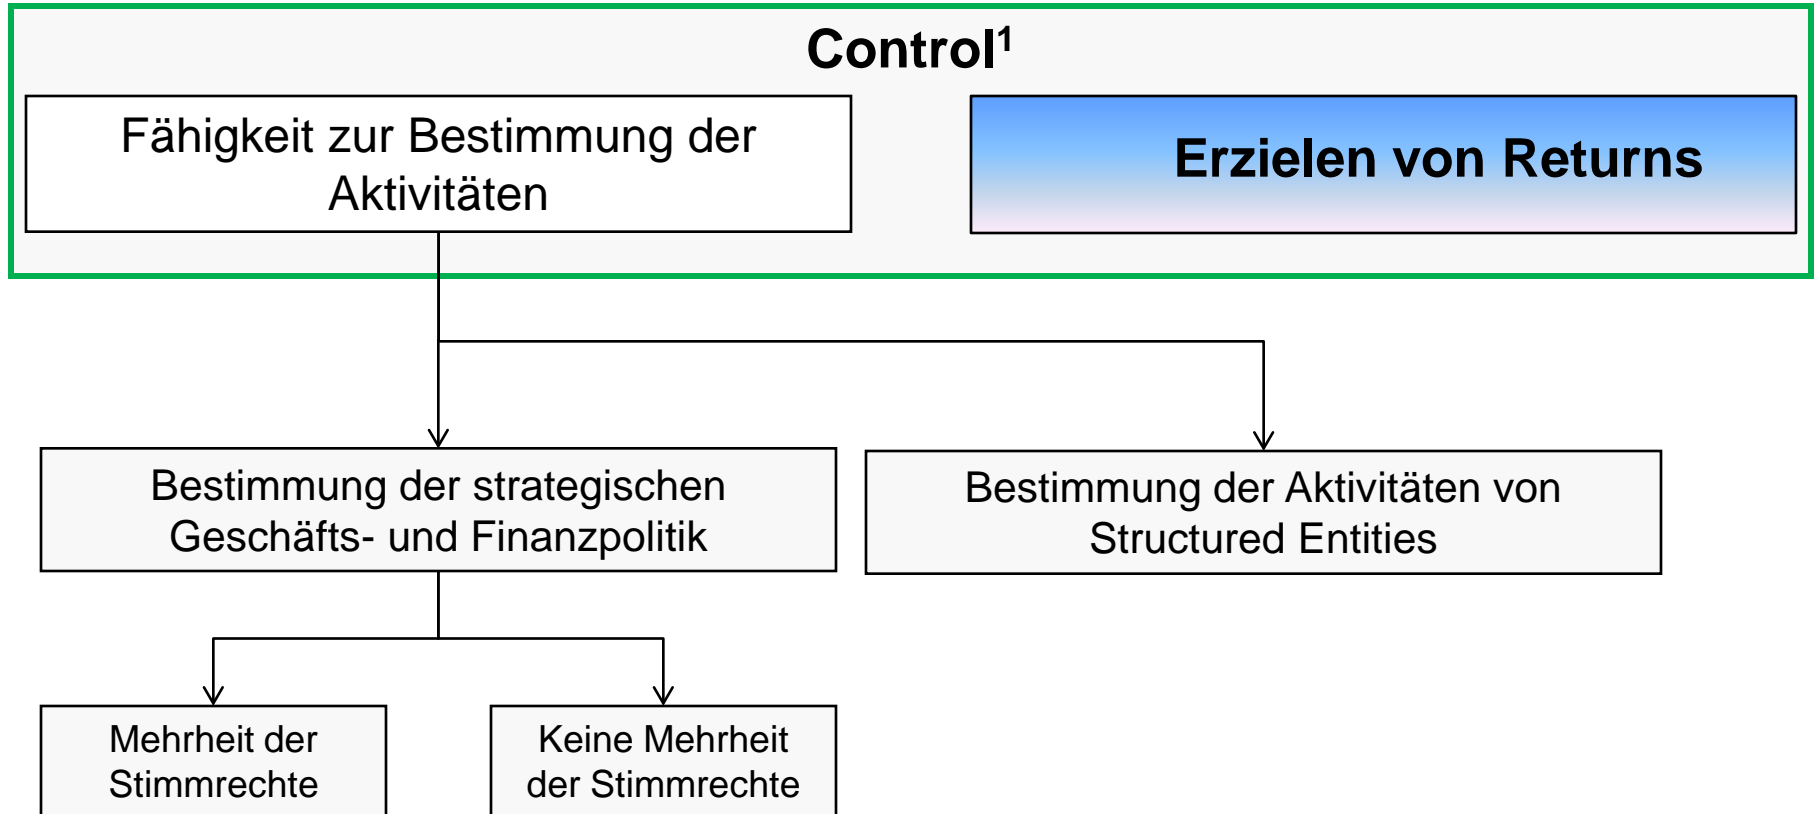 Control¹
Fähigkeit zur Bestimmung der
Aktivitäten
Erzielen von Returns
Bestimmung der strategischen
Geschäfts- und Finanzpolitik
Bestimmung der Aktivitäten von
Structured Entities
Mehrheit der
Stimmrechte
Keine Mehrheit
der Stimmrechte